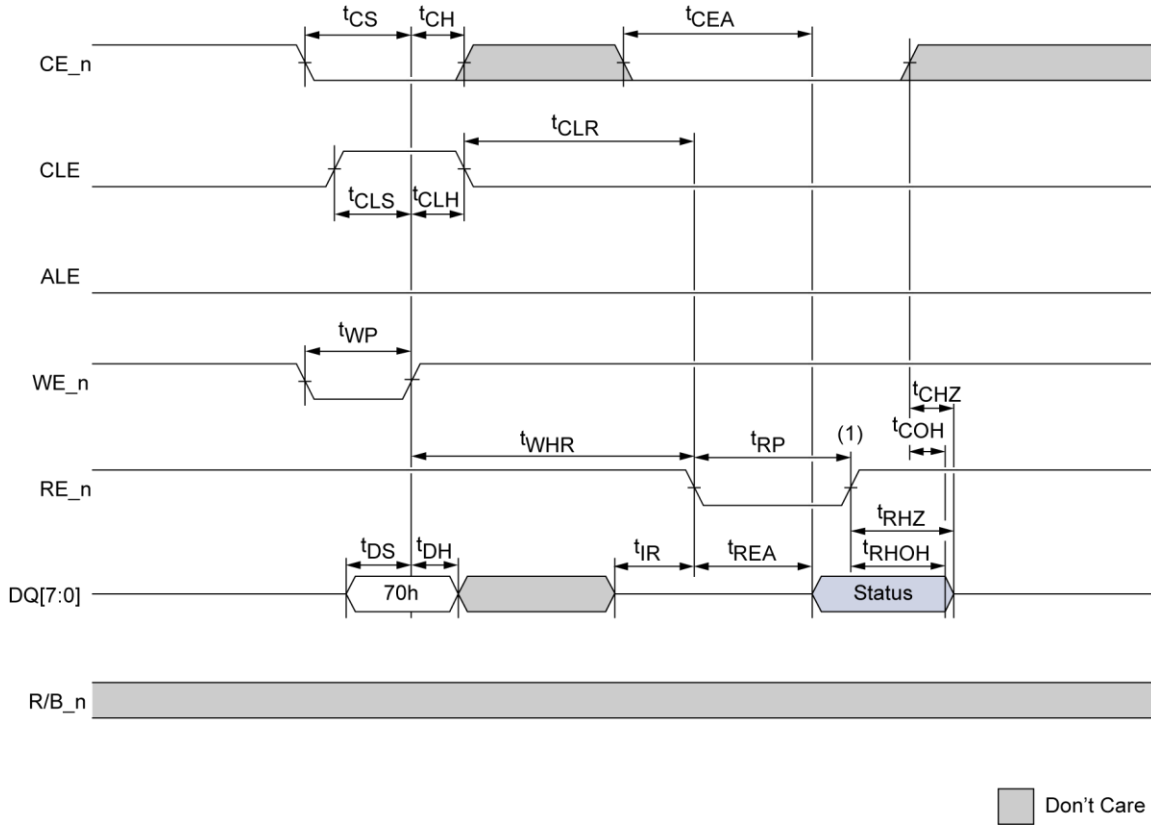 tCS tCH tCEA
CE_n
tCLR
CLE
tCLS tCLH
ALE
tWP
WE_n
tCHZ
tWHR tRP (1) tCOH
RE_n
tRHZ
tDS tDH tIR tREA tRHOH
DQ[7:0] 70h Status
R/B_n
Don't Care